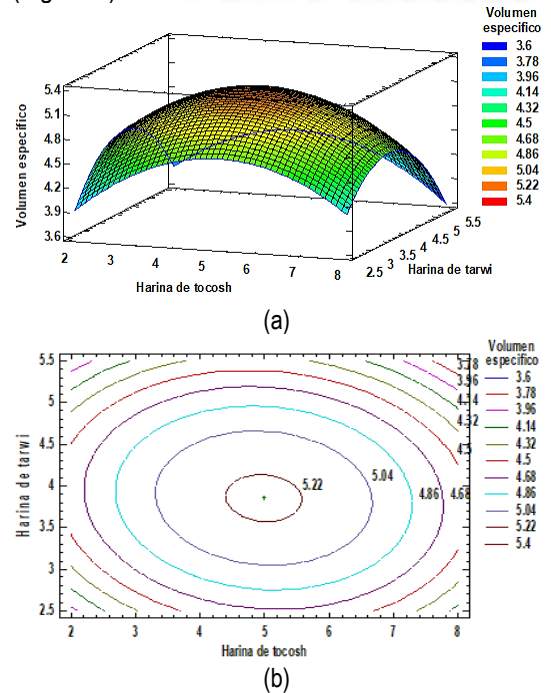 Volumen
especifico
3.6
3.78
3.96
4.14
4.32
4.5
4.68
4.86
5.04
5.22
5.4
Volumen especifico
5.4
5.1
4.8
4.5
4.2
3.9
3.6
2 3 4 5 6 7 8
Harina de tocosh
2.5 3 3.5 4 4.5 5 5.5
Harina de tarwi
(a)
Volumen
especifico
3.6
3.78
3.96
4.14
4.32
4.5
4.68
4.86
5.04
5.22
5.4
Harina de tarwi
5.5
5
4.5
4
3.5
3
2.5
3.78
3.96
4.14
4.32
4.5
5.22 5.04 4.86 4.68
2 3 4 5 6 7 8
Harina de tocosh
(b)